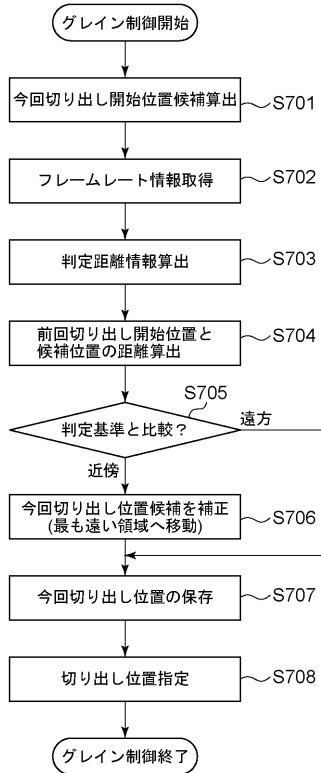 グレイン制御開始
今回切り出し開始位置候補算出
S701
フレームレート情報取得
S702
判定距離情報算出
S703
前回切り出し開始位置と
候補位置の距離算出
S704
S705
判定基準と比較？
遠方
近傍
今回切り出し位置候補を補正
(最も遠い領域へ移動)
S706
今回切り出し位置の保存
S707
切り出し位置指定
S708
グレイン制御終了